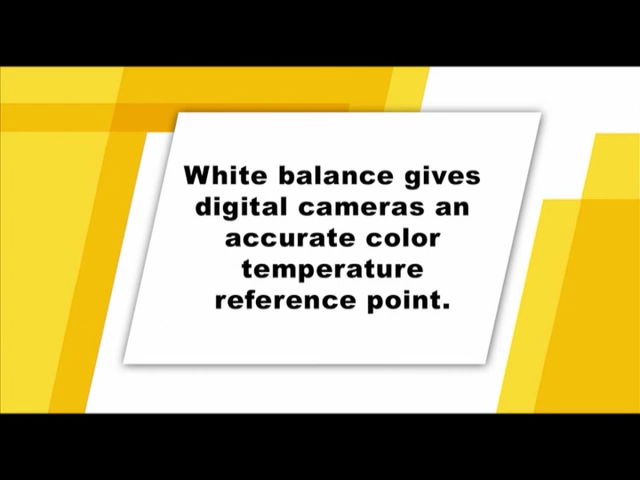 White balance gives
digital cameras an
accurate color
temperature
reference point.